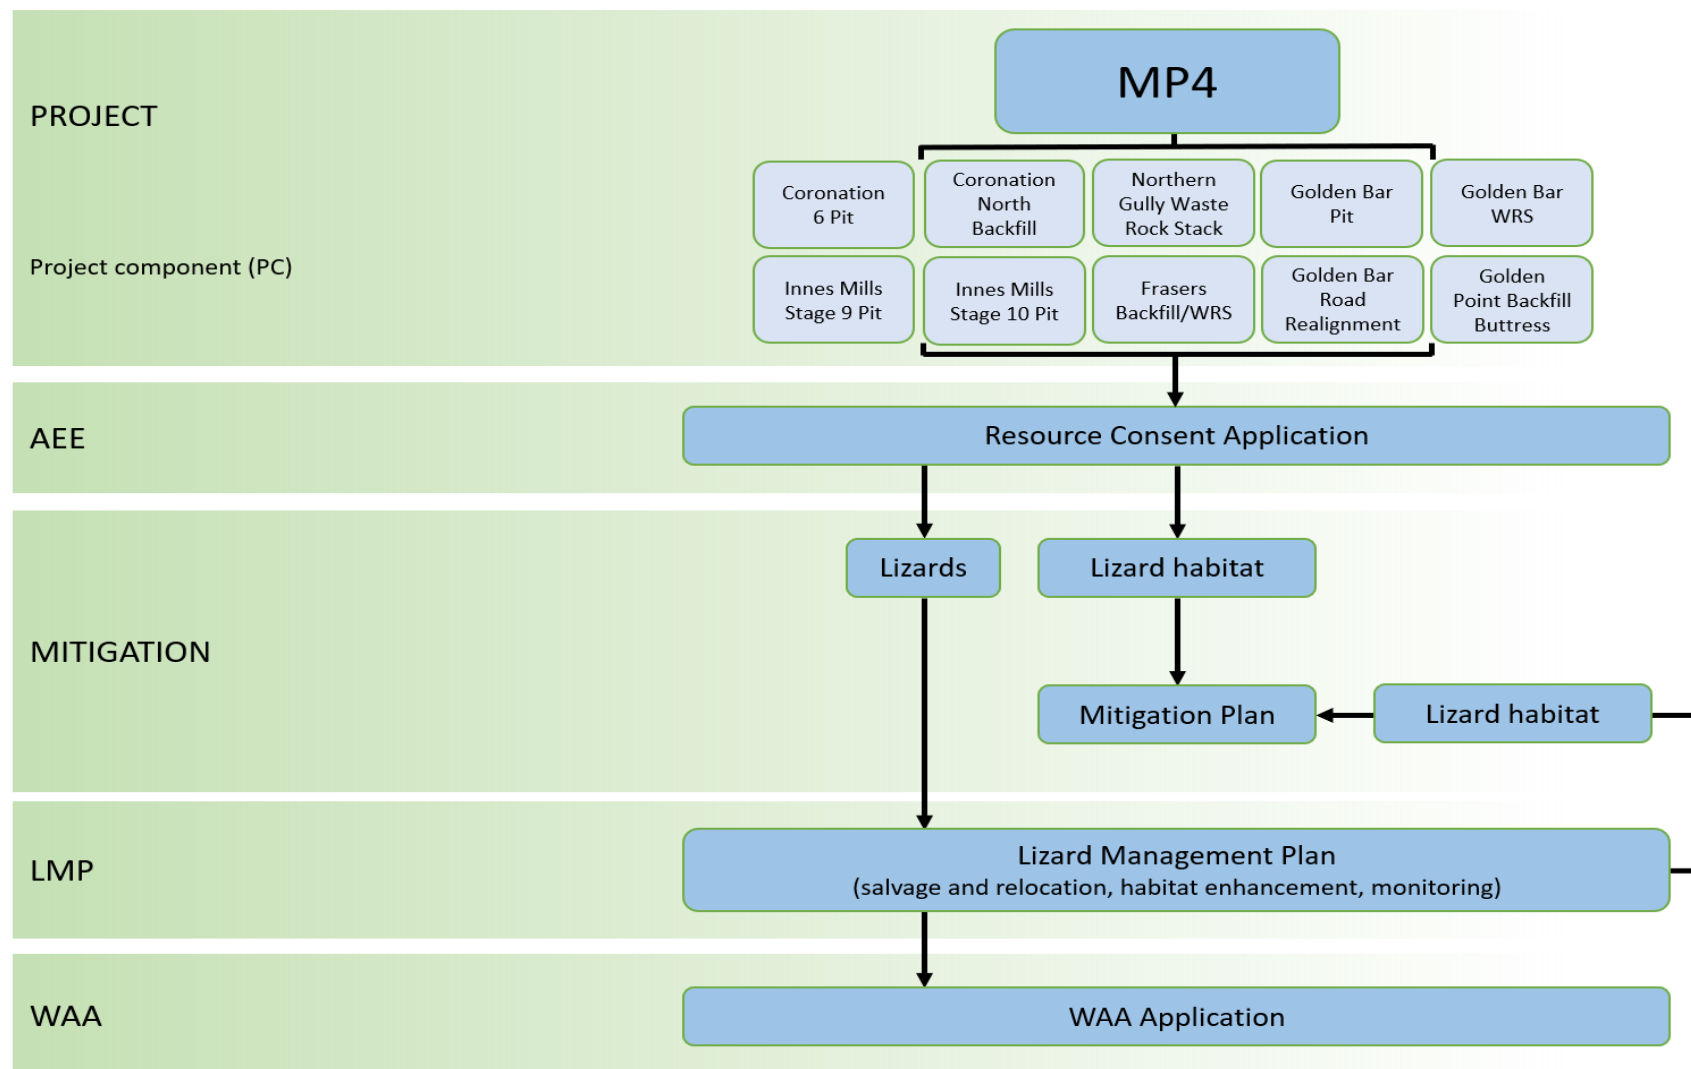 PROJECT
MP4
Coronation
6 Pit
Coronation
North
Backfill
Northern
Gully Waste
Rock Stack
Golden Bar
Pit
Golden Bar
WRS
Project component (PC)
Innes Mills
Stage 9 Pit
Innes Mills
Stage 10 Pit
Frasers
Backfill/WRS
Golden Bar
Road
Realignment
Golden
Point Backfill
Buttress
AEE
Resource Consent Application
MITIGATION
Lizards
Lizard habitat
Mitigation Plan
Lizard habitat
LMP
Lizard Management Plan
(salvage and relocation, habitat enhancement, monitoring)
WAA
WAA Application